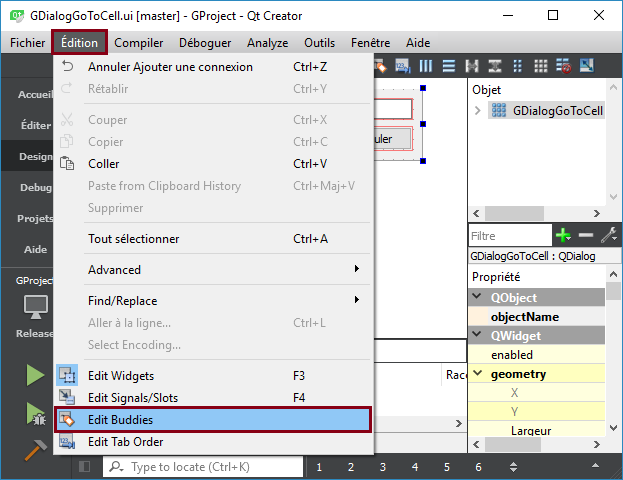 GDialogGoToCell.ui [master] - GProject - Qt Creator
Fichier Édition Compiler Déboguer Analyze Outils Fenêtre Aide
Annuler Ajouter une connexion Ctrl+Z
Rétablir Ctrl+Y
Couper Ctrl+X
Copier Ctrl+C
Coller Ctrl+V
Paste from Clipboard History Ctrl+Maj+V
Supprimer
Tout sélectionner Ctrl+A
Advanced
Find/Replace
Aller à la ligne... Ctrl+L
Select Encoding...
Edit Widgets F3
Edit Signals/Slots F4
Edit Buddies
Edit Tab Order
Accueil
Éditer
Design
Debug
Projets
Aide
GProject
Release
uler
Race
Objet
GDialogGoToCell
Filtre
GDialogGoToCell : QDialog
Propriété
QObject
objectName
QWidget
enabled
geometry
X
Y
Largeur
Type to locate (Ctrl+K) 1 2 3 4 5 6